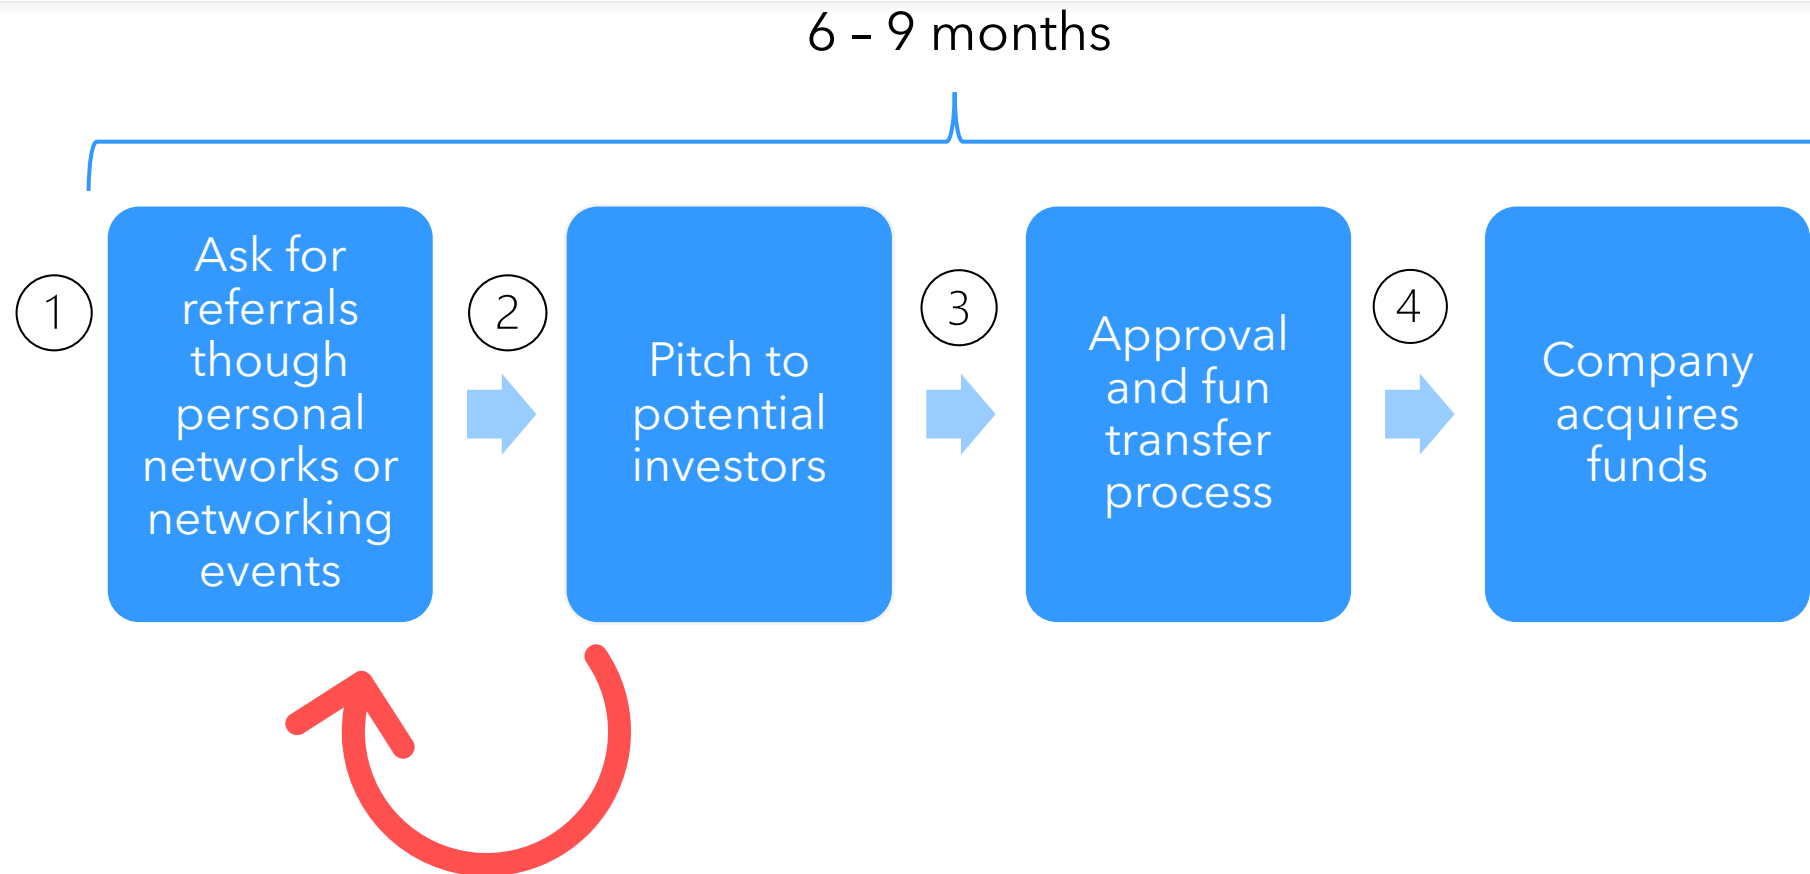 6 – 9 months
1
Ask for
referrals
though
personal
networks or
networking
events
2
Pitch to
potential
investors
3
Approval
and fun
transfer
process
4
Company
acquires
funds